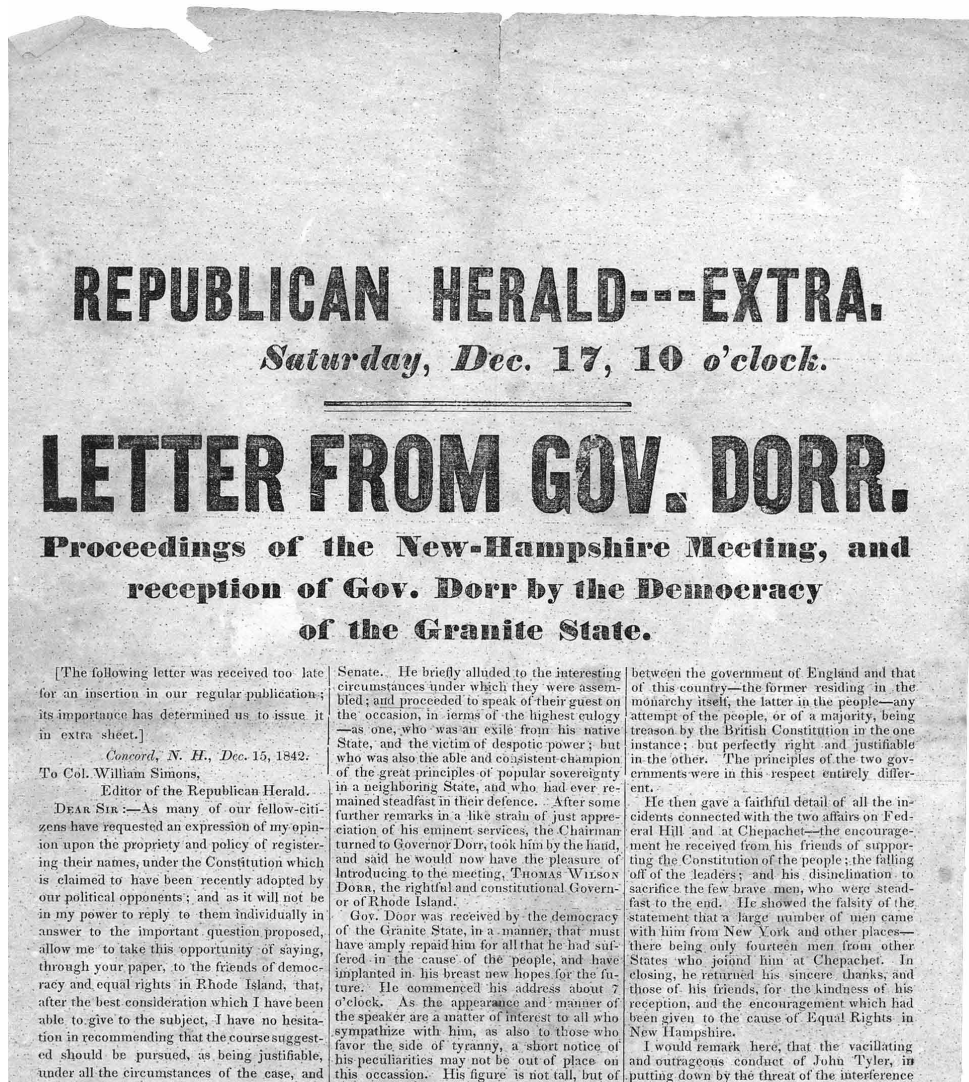 REPUBLICAN HERALD---EXTRA.
Saturday, Dec. 17, 10 o'clock.
LETTER FROM GOV. DORR.
Proceedings of the New-Hampshire Meeting, and
reception of Gov. Dorr by the Democracy
of the Granite State.
[The following letter was received too late
for an insertion in our regular publication;
its importance has determined us to issue it
in extra sheet.]
Concord, N. H., Dec. 15, 1842.
To Col. William Simons,
Editor of the Republican Herald.
DEAR SIR:—As many of our fellow-citi-
zens have requested an expression of my opin-
ion upon the propriety and policy of register-
ing their names, under the Constitution which
is claimed to have been recently adopted by
our political opponents; and as it will not be
in my power to reply to them individually in
answer to the important question proposed,
allow me to take this opportunity of saying,
through your paper, to the friends of democ-
racy and equal rights in Rhode Island, that,
after the best consideration which I have been
able to give to the subject, I have no hesita-
tion in recommending that the course suggest-
ed should be pursued, as being justifiable,
under all the circumstances of the case, and
Senate. He briefly alluded to the interesting
circumstances under which they were assem-
bled; and proceeded to speak of their guest on
the occasion, in terms of the highest eulogy
—as one, who was an exile from his native
State, and the victim of despotic power; but
who was also the able and consistent champion
of the great principles of popular sovereignty
in a neighboring State, and who had ever re-
mained steadfast in their defence. After some
further remarks in a like strain of just appre-
ciation of his eminent services, the Chairman
turned to Governor Dorr, took him by the hand,
and said he would now have the pleasure of
Introducing to the meeting, THOMAS WILSON
DORR, the rightful and constitutional Govern-
or of Rhode Island.
Gov. Dorr was received by the democracy
of the Granite State, in a manner, that must
have amply repaid him for all that he had suf-
fered in the cause of the people, and have
implanted in his breast new hopes for the fu-
ture. He commenced his address about 7
o'clock. As the appearance and manner of
the speaker are a matter of interest to all who
sympathize with him, as also to those who
favor the side of tyranny, a short notice of
his peculiarities may not be out of place on
this occassion. His figure is not tall, but of
between the government of England and that
of this country—the former residing in the
monarchy itself, the latter in the people—any
attempt of the people, or of a majority, being
treason by the British Constitution in the one
instance; but perfectly right and justifiable
in the other. The principles of the two gov-
ernments were in this respect entirely differ-
ent.
He then gave a faithful detail of all the in-
cidents connected with the two affairs on Fed-
eral Hill and at Chepachet—the encourage-
ment he received from his friends of suppor-
ting the Constitution of the people; the falling
off of the leaders; and his disinclination to
sacrifice the few brave men, who were stead-
fast to the end. He showed the falsity of the
statement that a large number of men came
with him from New York and other places—
there being only fourteen men from other
States who joiond him at Chepachet. In
closing, he returned his sincere thanks, and
those of his friends, for the kindness of his
reception, and the encouragement which had
been given to the cause of Equal Rights in
New Hampshire.
I would remark here, that the vacillating
and outrageous conduct of John Tyler, in
putting down by the threat of the interference